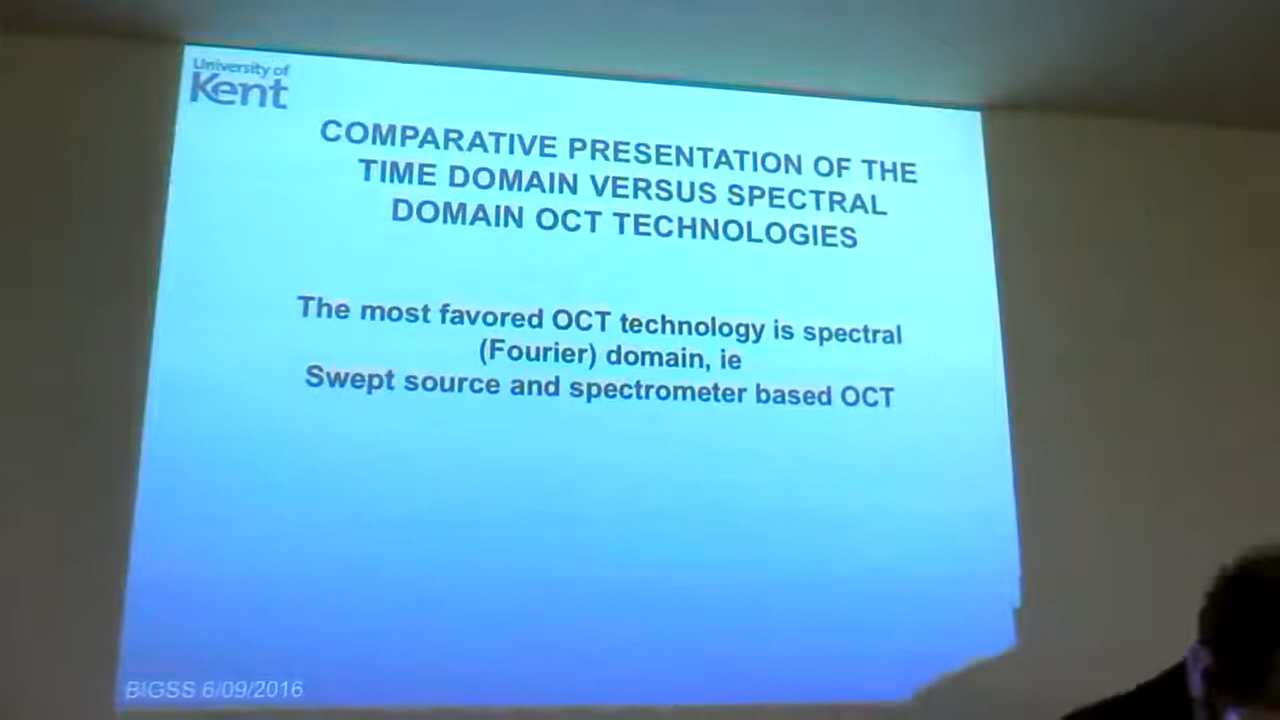 University of
Kent
COMPARATIVE PRESENTATION OF THE
TIME DOMAIN VERSUS SPECTRAL
DOMAIN OCT TECHNOLOGIES
The most favored OCT technology is spectral
(Fourier) domain, ie
Swept source and spectrometer based OCT
BIGSS 6/09/2016